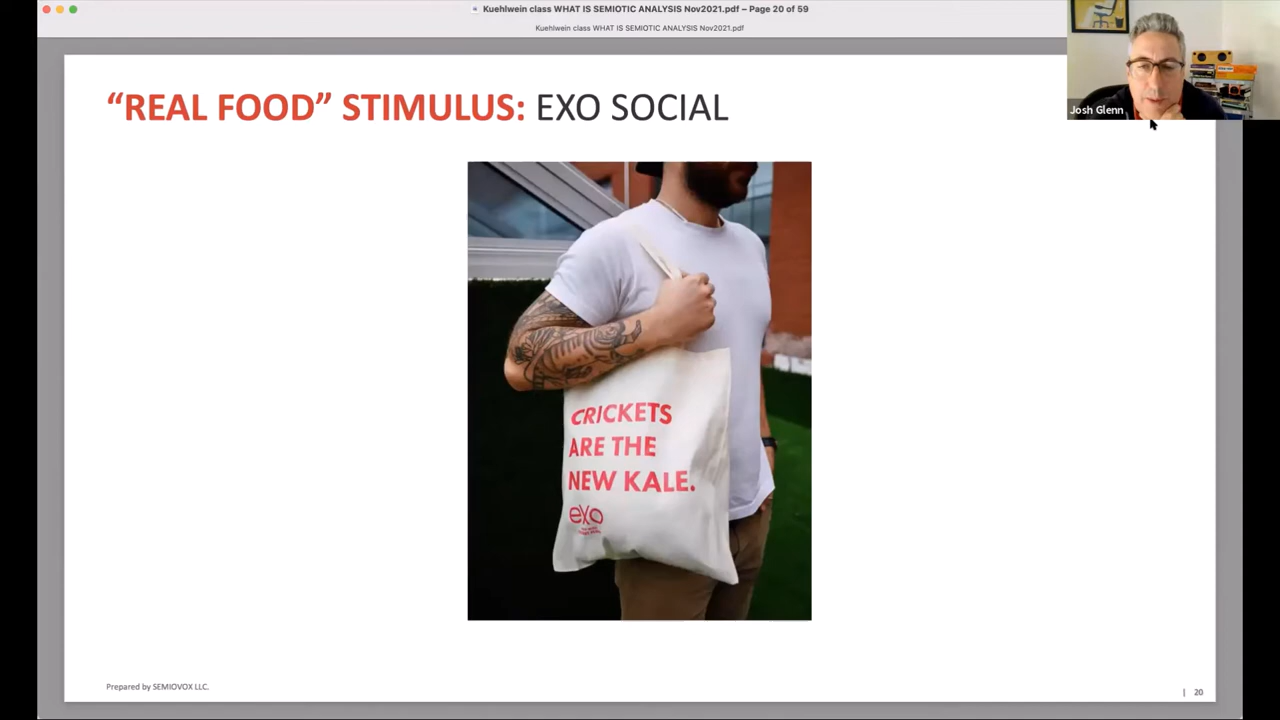 Kuehlwein class WHAT IS SEMIOTIC ANALYSIS Nov2021.pdf – Page 20 of 59
Kuehlwein class WHAT IS SEMIOTIC ANALYSIS Nov2021.pdf
Josh Glenn
“REAL FOOD” STIMULUS: EXO SOCIAL
CRICKETS
ARE THE
NEW KALE.
exo
Prepared by SEMIOVOX LLC.
| 20